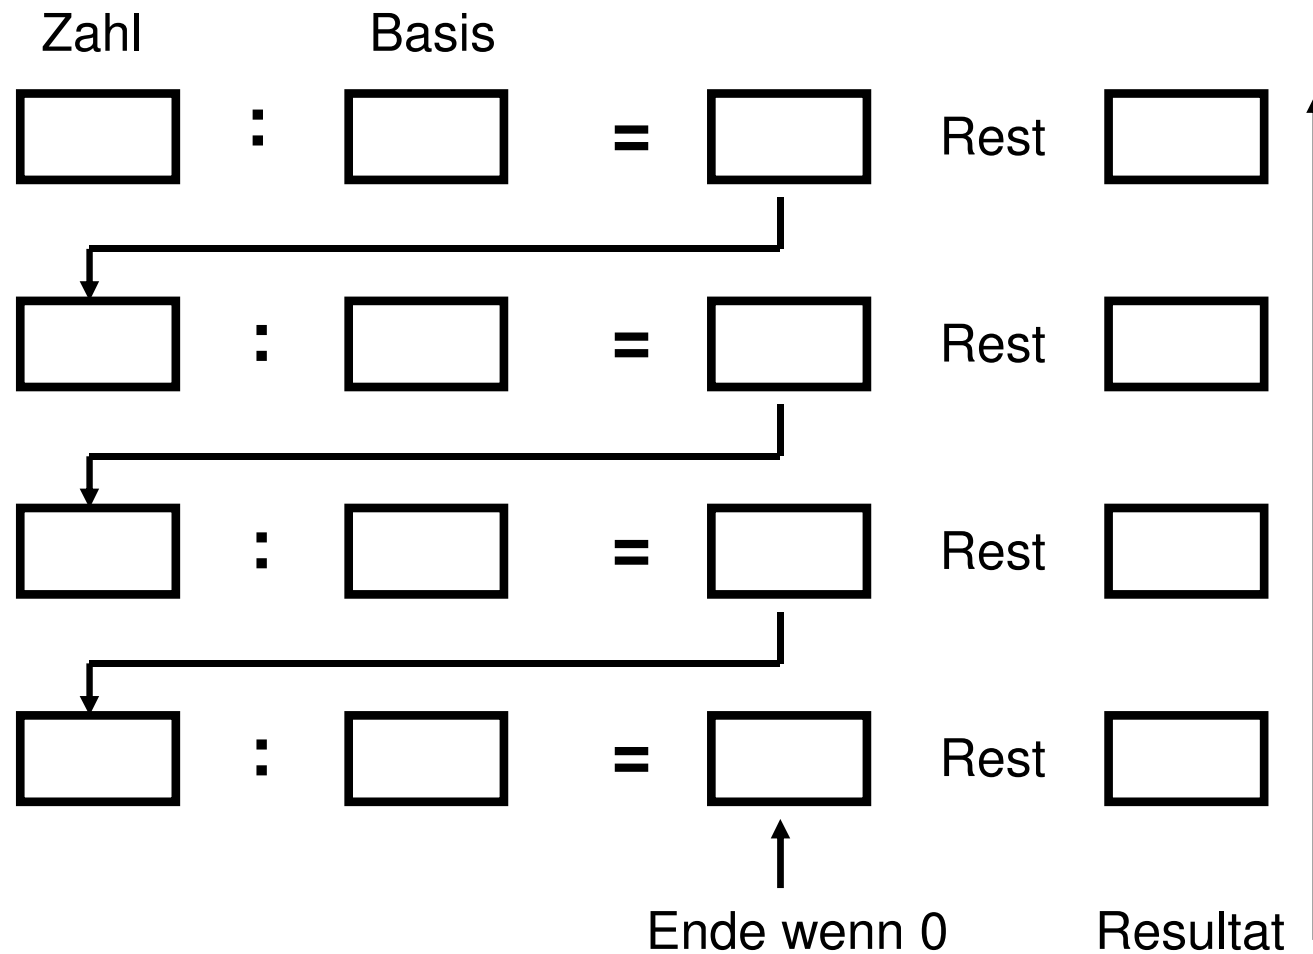 Zahl Basis
: = Rest
: = Rest
: = Rest
: = Rest
Ende wenn 0 Resultat